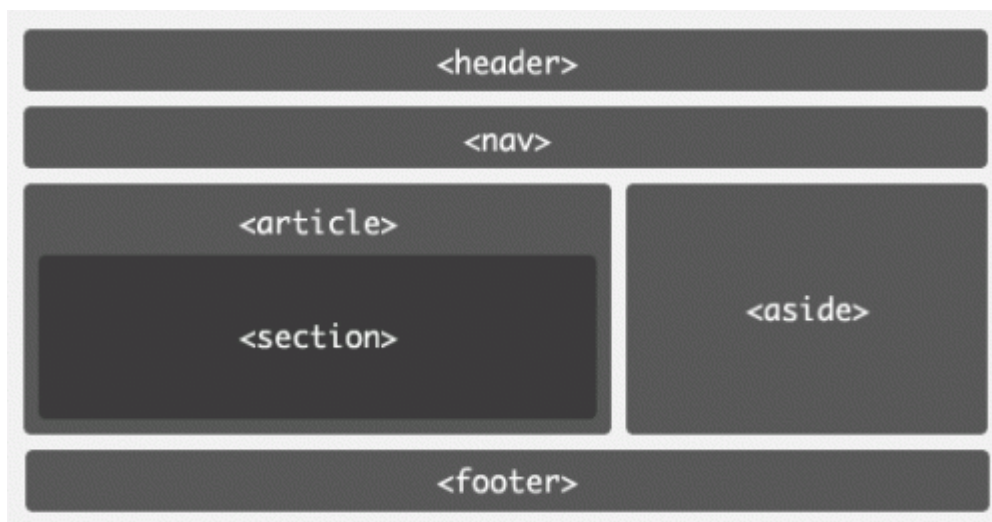 <header>
<nav>
<article>
<section>
<aside>
<footer>